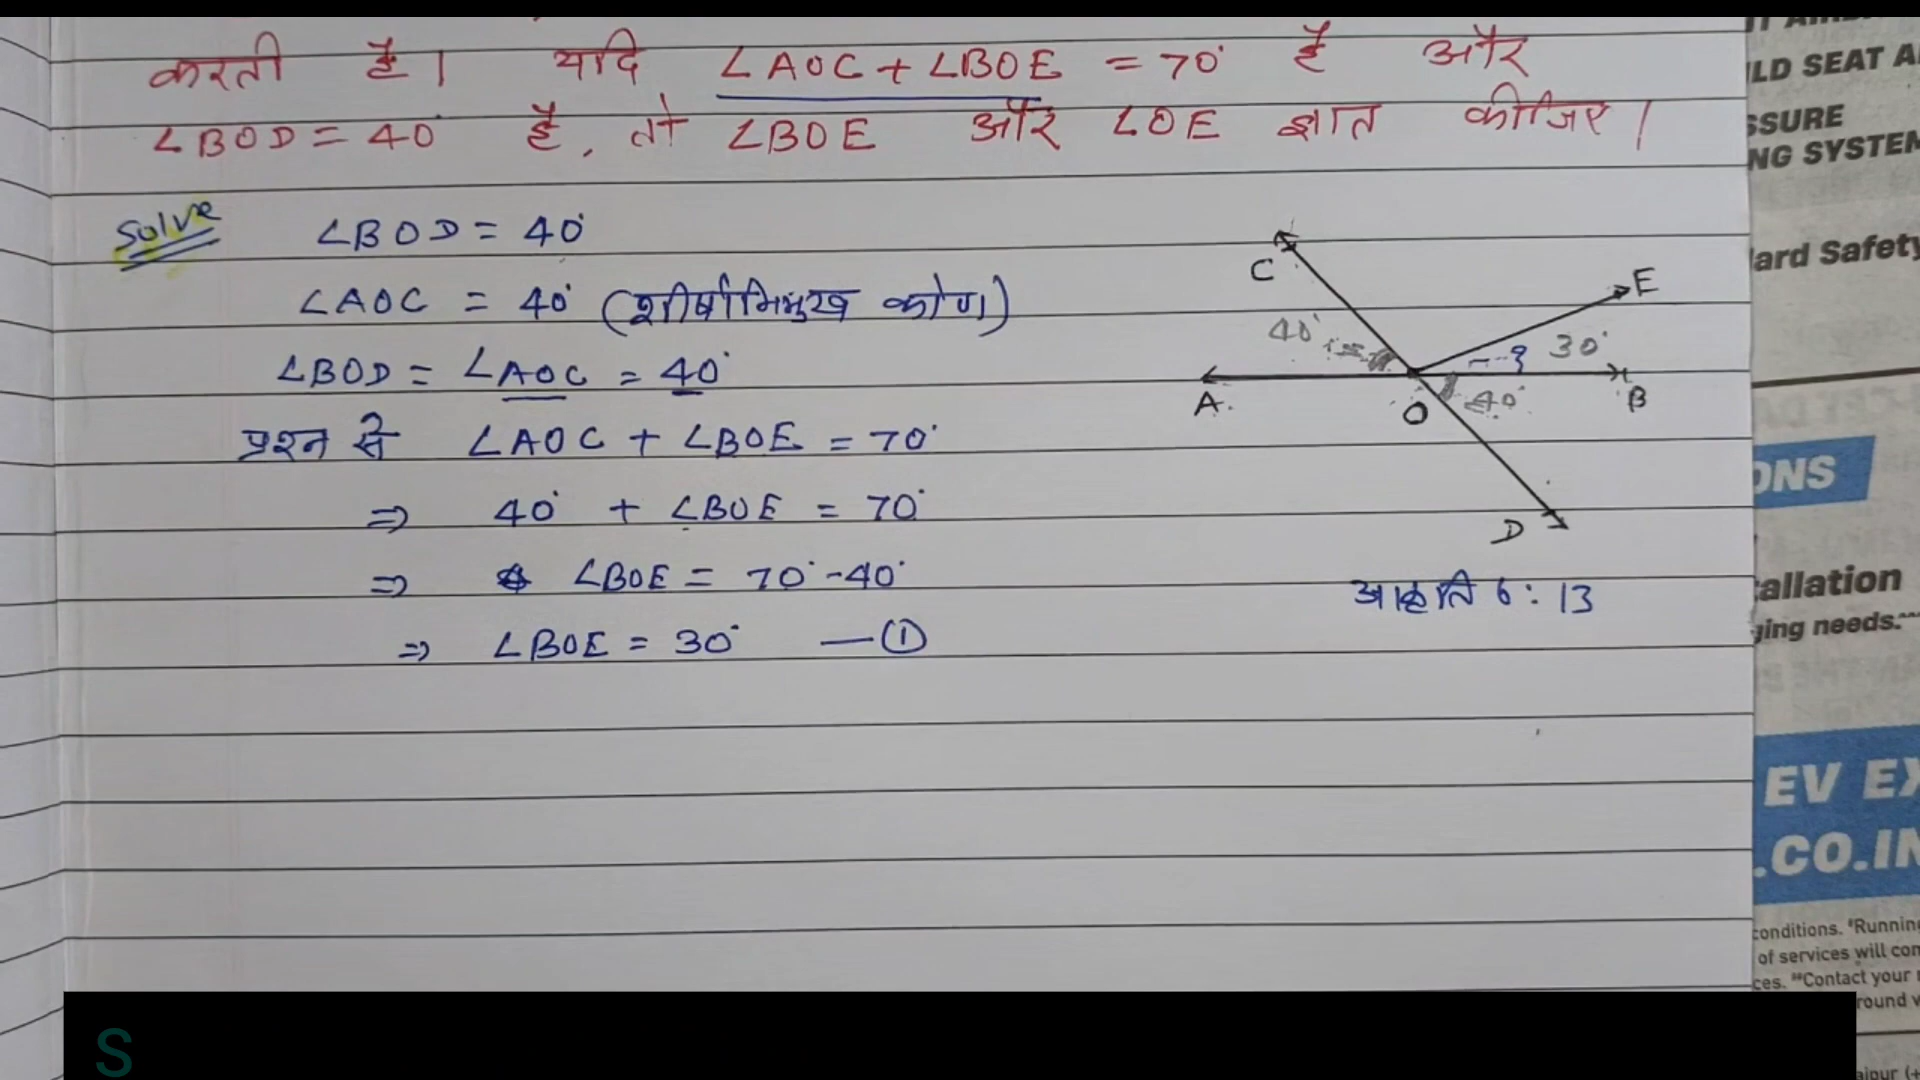 करती है। यदि ∠AOC + ∠BOE = 70° है और
∠BOD = 40° है, तो ∠BOE और ∠OE ज्ञात कीजिए।
Solve ∠BOD = 40°
∠AOC = 40° (शीर्षाभिमुख कोण)
∠BOD = ∠AOC = 40°
प्रश्न से ∠AOC + ∠BOE = 70°
⇒ 40° + ∠BOE = 70°
⇒ ∠BOE = 70° - 40°
⇒ ∠BOE = 30° —①
C
E
40°
30°
A.
O
40°
B
D
आकृति 6:13
LD SEAT
SSURE
NG SYSTEM
ard Safety
ONS
allation
ging needs.
EV EX
.CO.IN
conditions. #Running
of services will con
ces. **Contact your
round
S